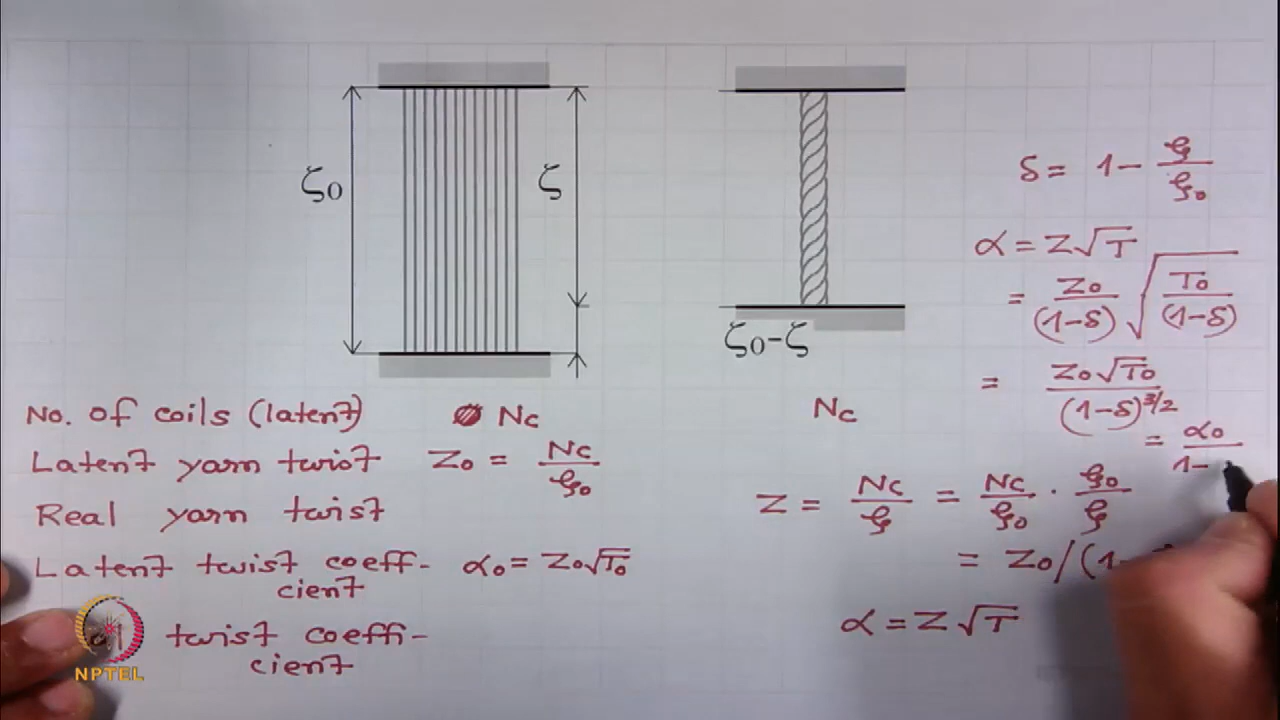 ζ₀
ζ
ζ₀-ζ
δ = 1 - ζ/ζ₀
α = Z√T
= Z₀/(1-δ) √(T₀/(1-δ))
= Z₀√T₀/(1-δ)^3/2
= α₀/1-
No. of coils (latent) Nc
Nc
Latent yarn twist Z₀ = Nc/ζ₀
Real yarn twist
Z = Nc/ζ = Nc/ζ₀ · ζ₀/ζ
= Z₀/(1-
Latent twist coeff-
cient
α₀ = Z₀√T₀
twist coeffi-
cient
α = Z√T
NPTEL